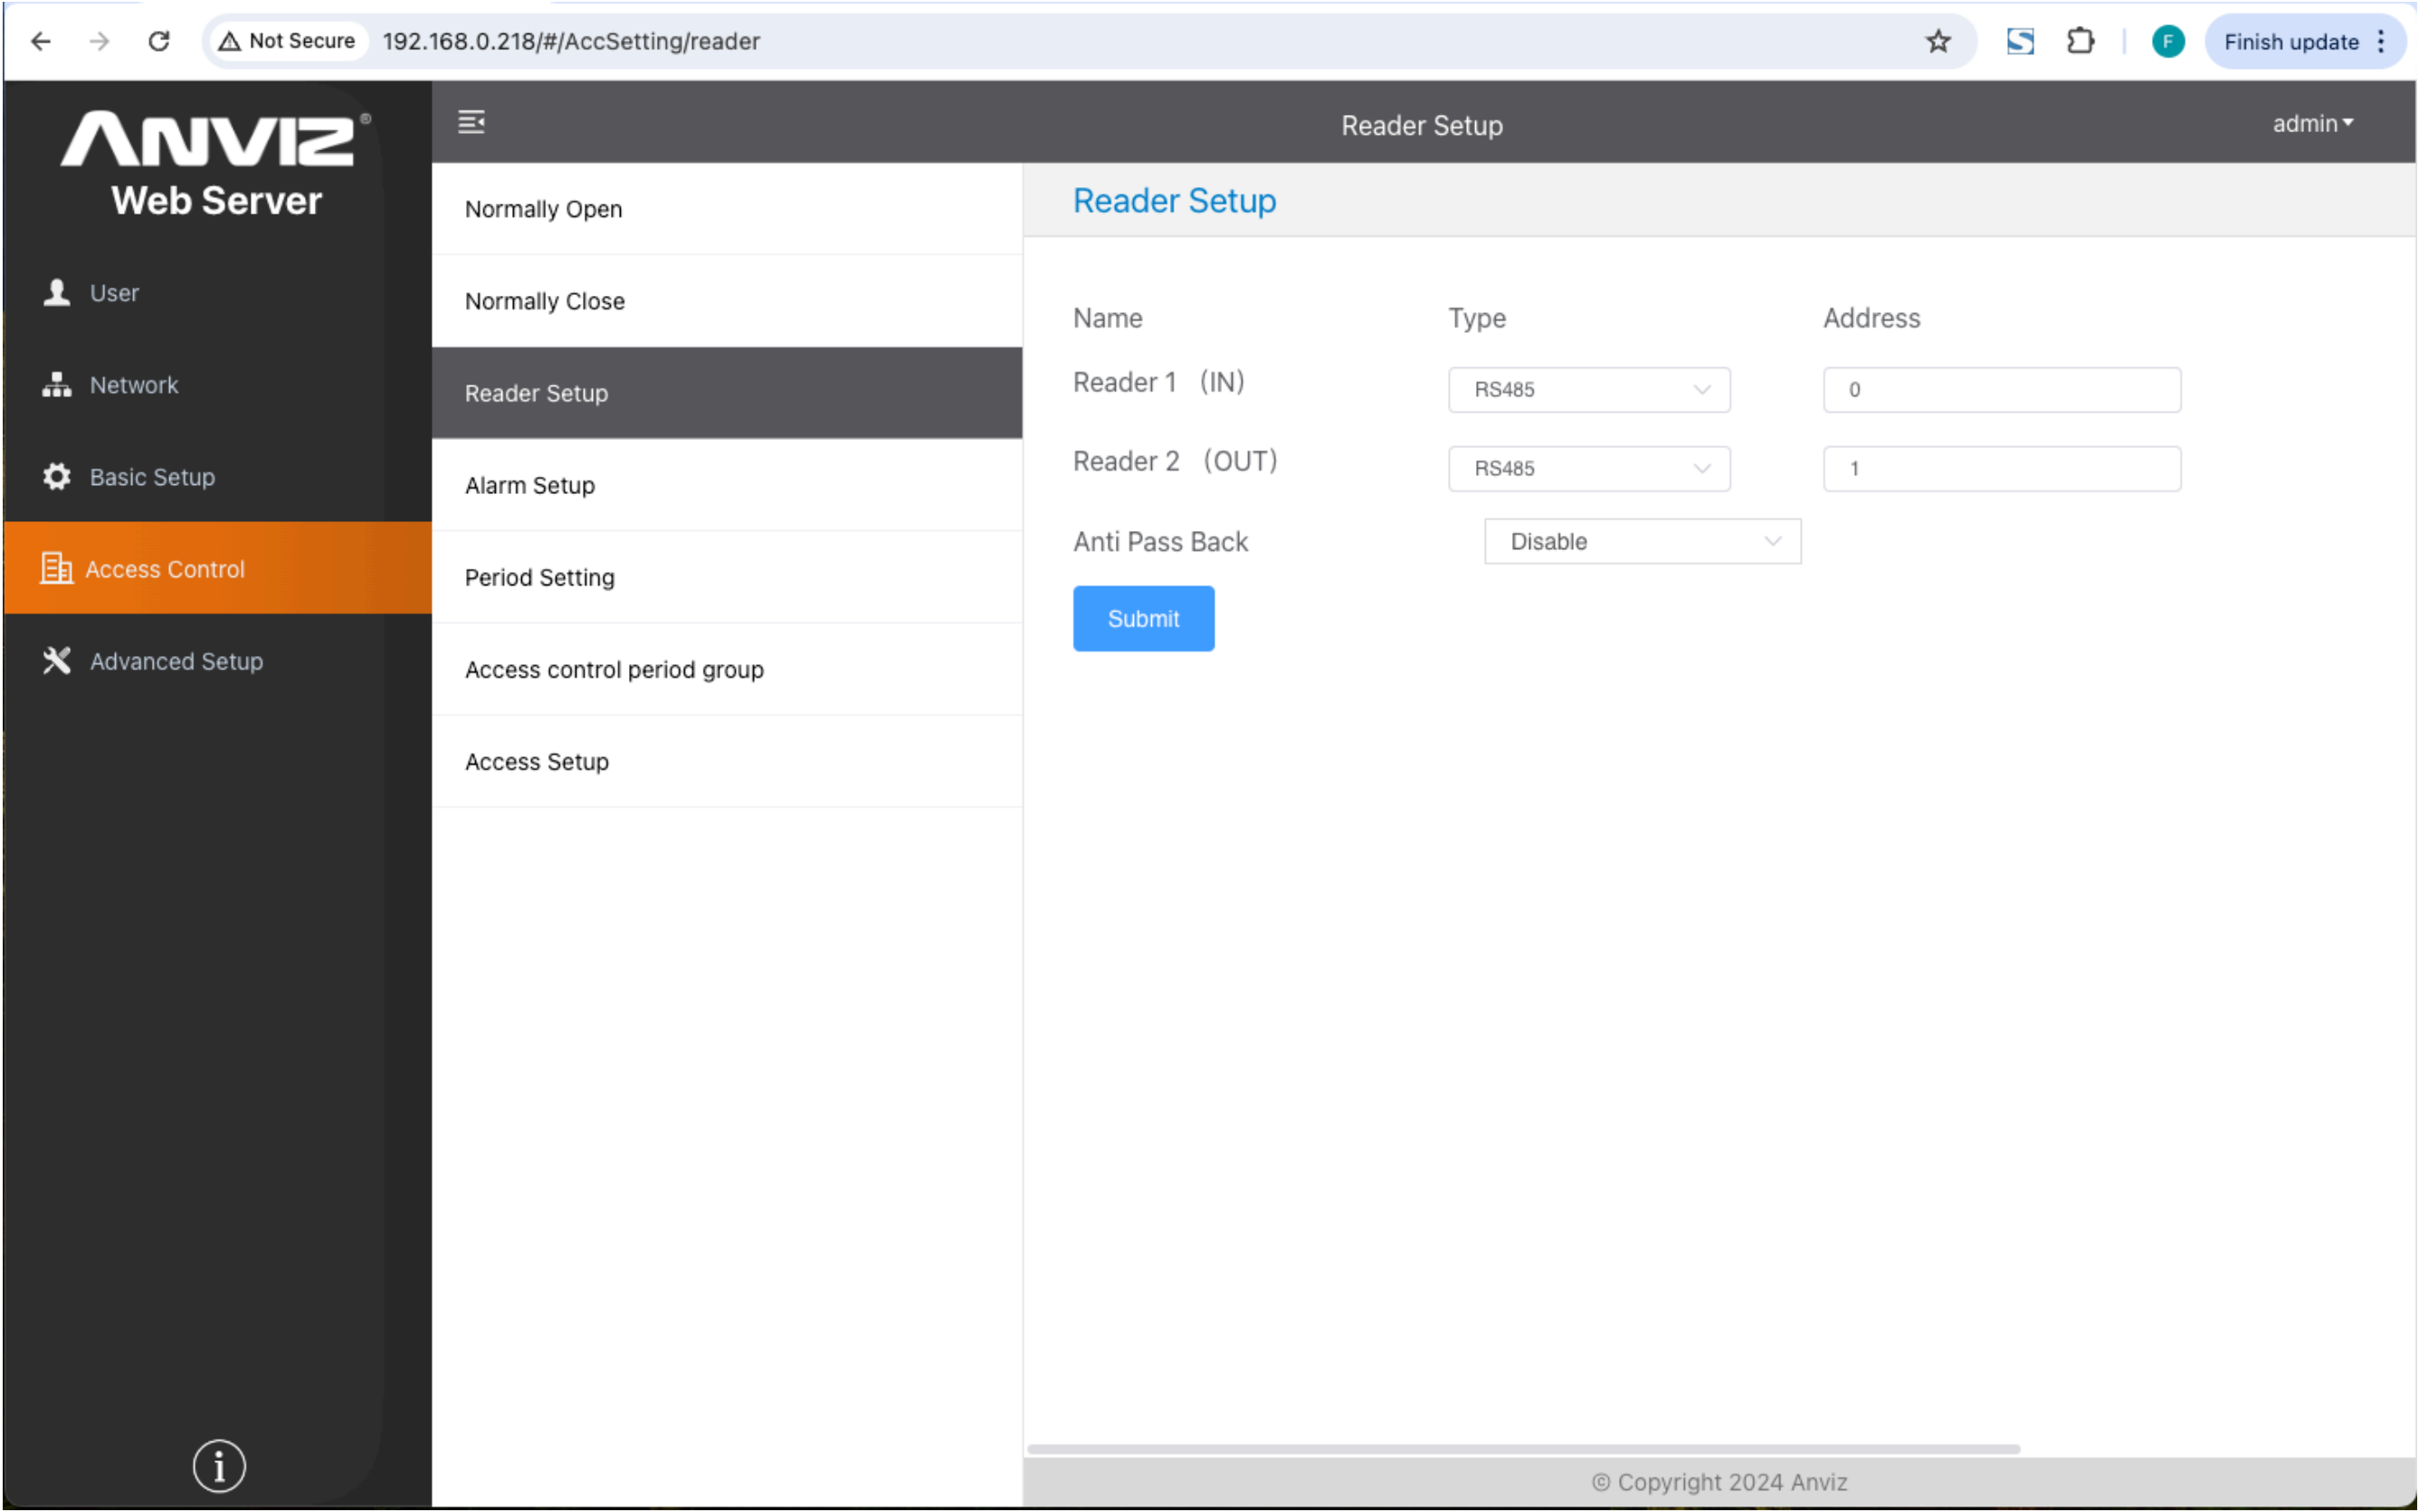 Not Secure 192.168.0.218/#/AccSetting/reader F Finish update
ANVIZ®
Web Server
User
Network
Basic Setup
Access Control
Advanced Setup
Reader Setup admin
Normally Open
Normally Close
Reader Setup
Alarm Setup
Period Setting
Access control period group
Access Setup
Reader Setup
Name Type Address
Reader 1 (IN) RS485 0
Reader 2 (OUT) RS485 1
Anti Pass Back Disable
Submit
© Copyright 2024 Anviz